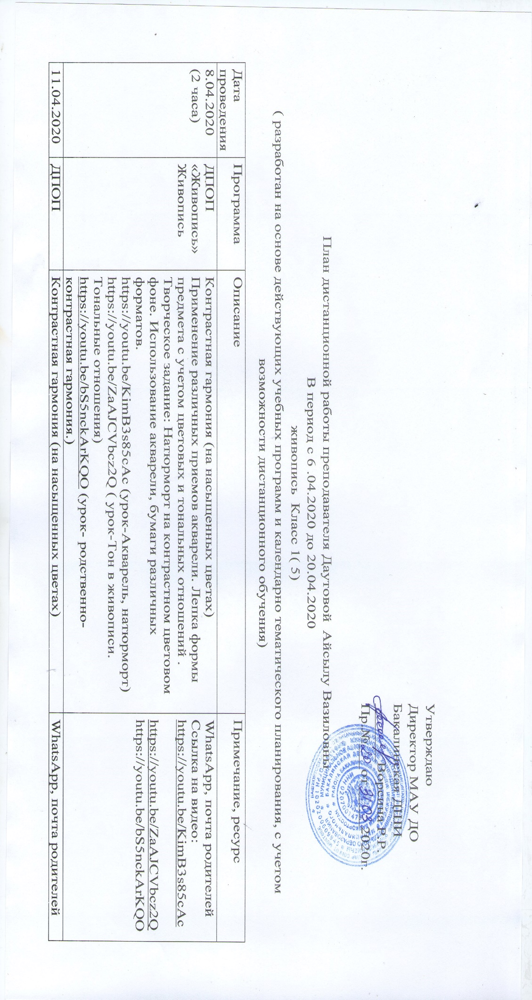 Утверждаю
Директор МАУ ДО
Бакалинская ДШИ
Ворсина Р.Р.
Пр.№ от 31.03 2020г.
План дистанционной работы преподавателя Даутовой Айсылу Вазиловны
В период с 6 .04.2020 до 20.04.2020
живопись Класс 1( 5)
( разработан на основе действующих учебных программ и календарно тематического планирования, с учетом
возможности дистанционного обучения)
Дата
проведения
Программа
Описание
Примечание, ресурс
8.04.2020
(2 часа)
ДПОП
«Живопись»
Живопись
Контрастная гармония (на насыщенных цветах)
Применение различных приемов акварели. Лепка формы
предмета с учетом цветовых и тональных отношений .
Творческое задание: Натюрморт на контрастном цветовом
фоне. Использование акварели, бумаги различных
форматов.
https://youtu.be/KimB3s85cAc (урок-Акварель, натюрморт)
https://youtu.be/ZaAJCVbcz2Q ( урок-Тон в живописи.
Тональные отношения)
https://youtu.be/bS5nckArKQO (урок- родственно-
контрастная гармония.)
WhatsApp, почта родителей
Ссылка на видео:
https://youtu.be/KimB3s85cAc
https://youtu.be/ZaAJCVbcz2Q
https://youtu.be/bS5nckArKQO
11.04.2020
ДПОП
Контрастная гармония (на насыщенных цветах)
WhatsApp, почта родителей